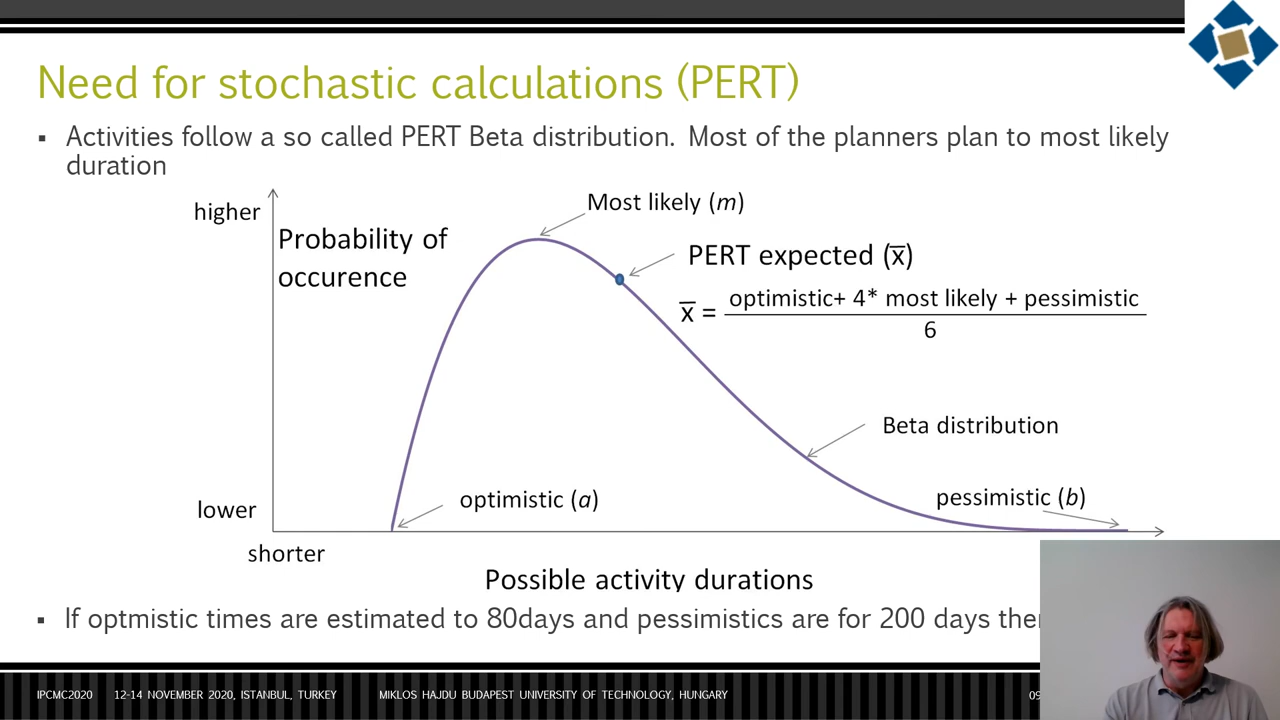 Need for stochastic calculations (PERT)
▪ Activities follow a so called PERT Beta distribution. Most of the planners plan to most likely
duration
higher
Probability of
occurence
Most likely (m)
PERT expected (x̅)
x̅ = optimistic+ 4* most likely + pessimistic
6
Beta distribution
optimistic (a)
pessimistic (b)
lower
shorter
Possible activity durations
▪ If optmistic times are estimated to 80days and pessimistics are for 200 days
IPCMC2020 12-14 NOVEMBER 2020, ISTANBUL, TURKEY MIKLOS HAJDU BUDAPEST UNIVERSITY OF TECHNOLOGY, HUNGARY